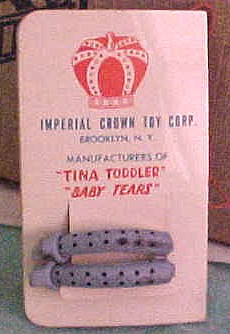 IMPERIAL CROWN TOY CORP.
BROOKLYN, N. Y.
MANUFACTURERS OF
"TINA TODDLER"
"BABY TEARS"